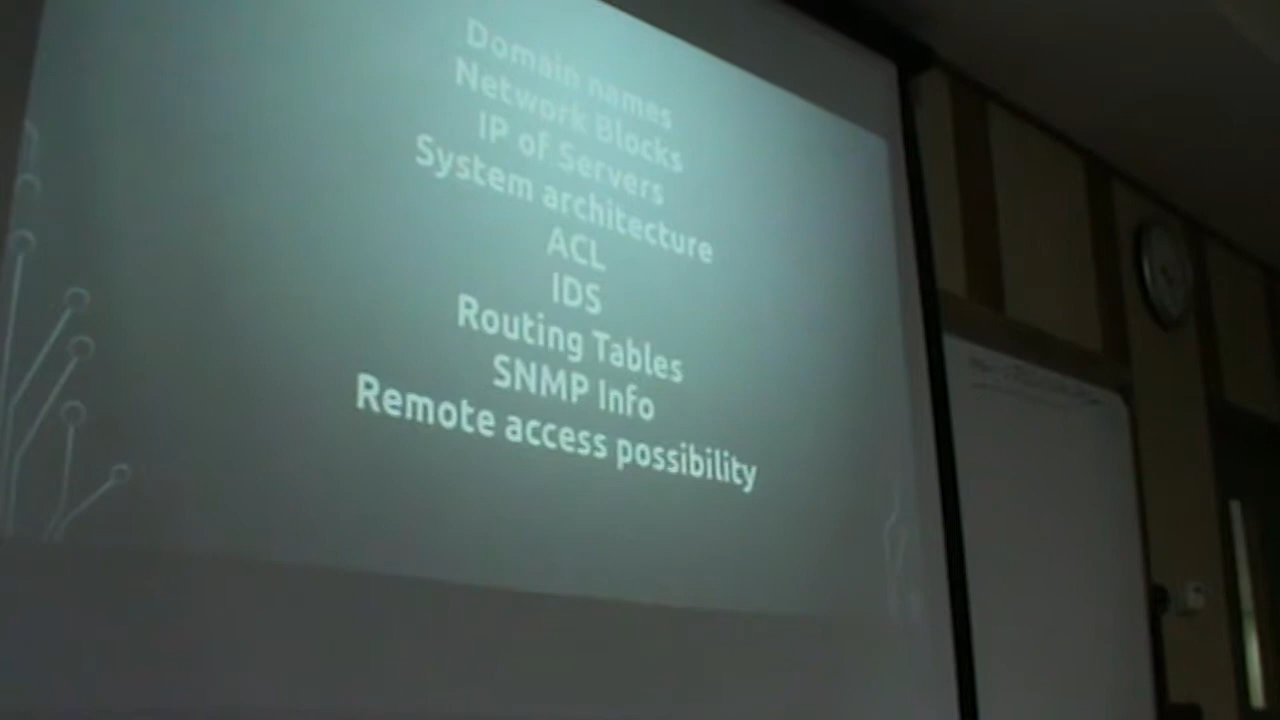 Domain names
Network Blocks
IP of Servers
System architecture
ACL
IDS
Routing Tables
SNMP Info
Remote access possibility